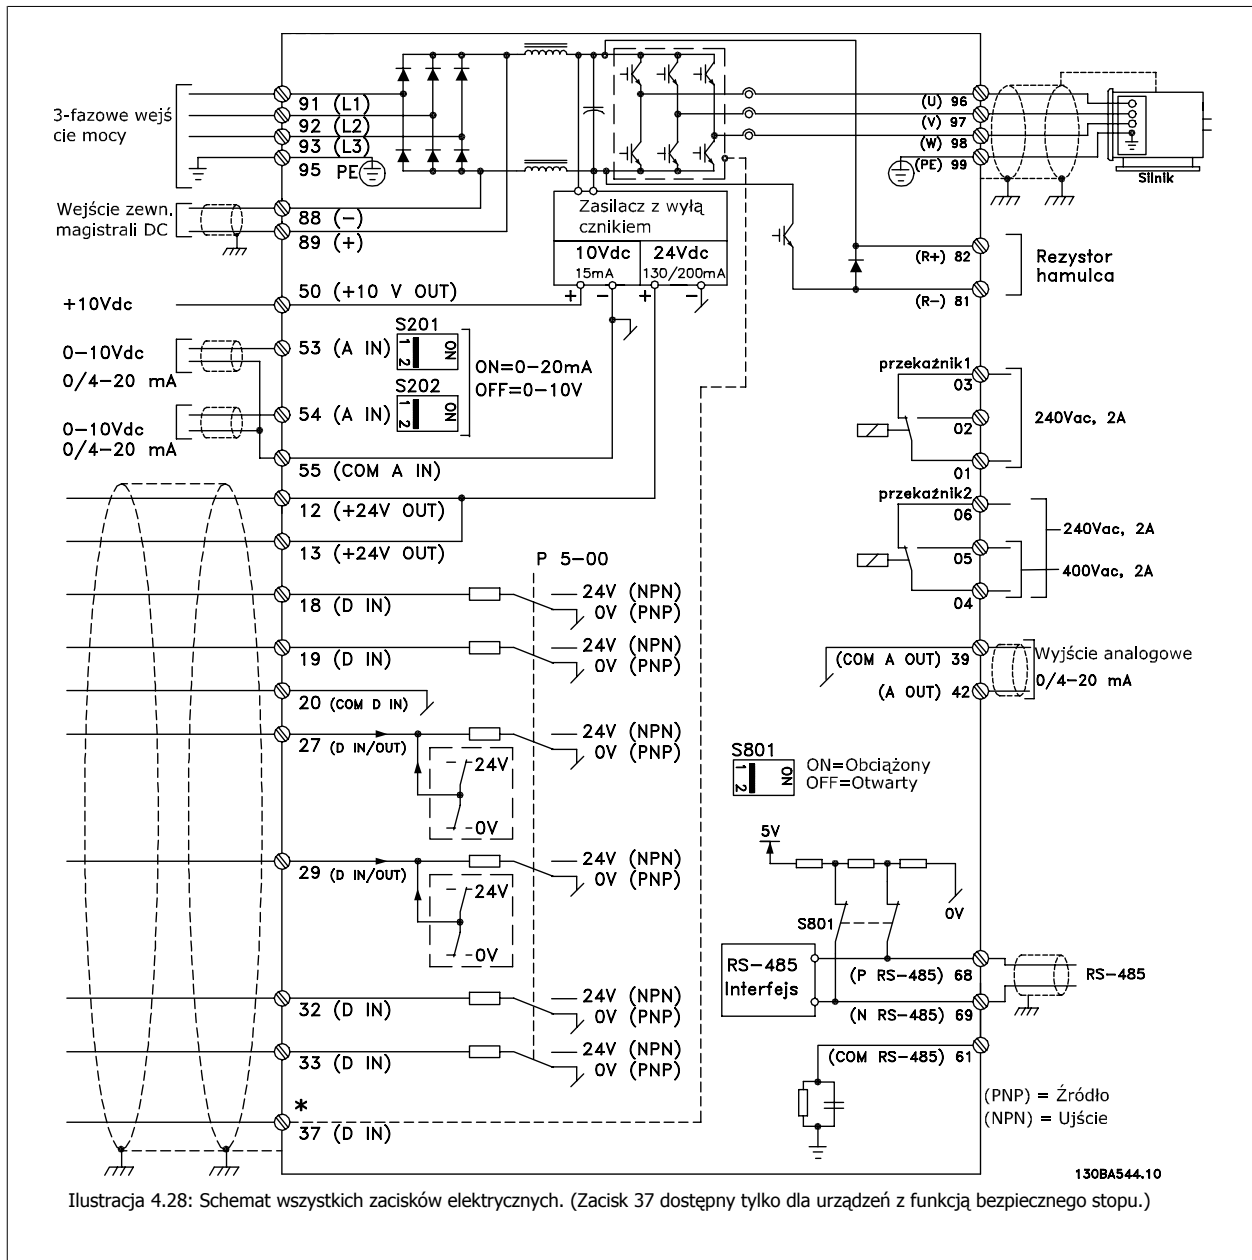 3-fazowe wejś
cie mocy
91 (L1)
92 (L2)
93 (L3)
95 PE
Wejście zewn.
magistrali DC
88 (−)
89 (+)
+10Vdc
50 (+10 V OUT)
0−10Vdc
0/4−20 mA
53 (A IN)
S201
1 2
ON
ON=0−20mA
OFF=0−10V
S202
1 2
ON
0−10Vdc
0/4−20 mA
54 (A IN)
55 (COM A IN)
12 (+24V OUT)
13 (+24V OUT)
Zasilacz z wyłą
cznikiem
10Vdc
15mA
24Vdc
130/200mA
+ − + −
P 5-00
18 (D IN)
24V (NPN)
0V (PNP)
19 (D IN)
24V (NPN)
0V (PNP)
20 (COM D IN)
27 (D IN/OUT)
24V (NPN)
0V (PNP)
24V
0V
29 (D IN/OUT)
24V (NPN)
0V (PNP)
24V
0V
32 (D IN)
24V (NPN)
0V (PNP)
33 (D IN)
24V (NPN)
0V (PNP)
*
37 (D IN)
(U) 96
(V) 97
(W) 98
(PE) 99
Silnik
(R+) 82
(R−) 81
Rezystor
hamulca
przekaźnik1
03
02
01
240Vac, 2A
przekaźnik2
06
05
04
240Vac, 2A
400Vac, 2A
(COM A OUT) 39
(A OUT) 42
Wyjście analogowe
0/4−20 mA
S801
1 2
ON
ON=Obciążony
OFF=Otwarty
5V
0V
S801
RS−485
Interfejs
(P RS−485) 68
(N RS−485) 69
RS−485
(COM RS−485) 61
(PNP) = Źródło
(NPN) = Ujście
130BA544.10
Ilustracja 4.28: Schemat wszystkich zacisków elektrycznych. (Zacisk 37 dostępny tylko dla urządzeń z funkcją bezpiecznego stopu.)